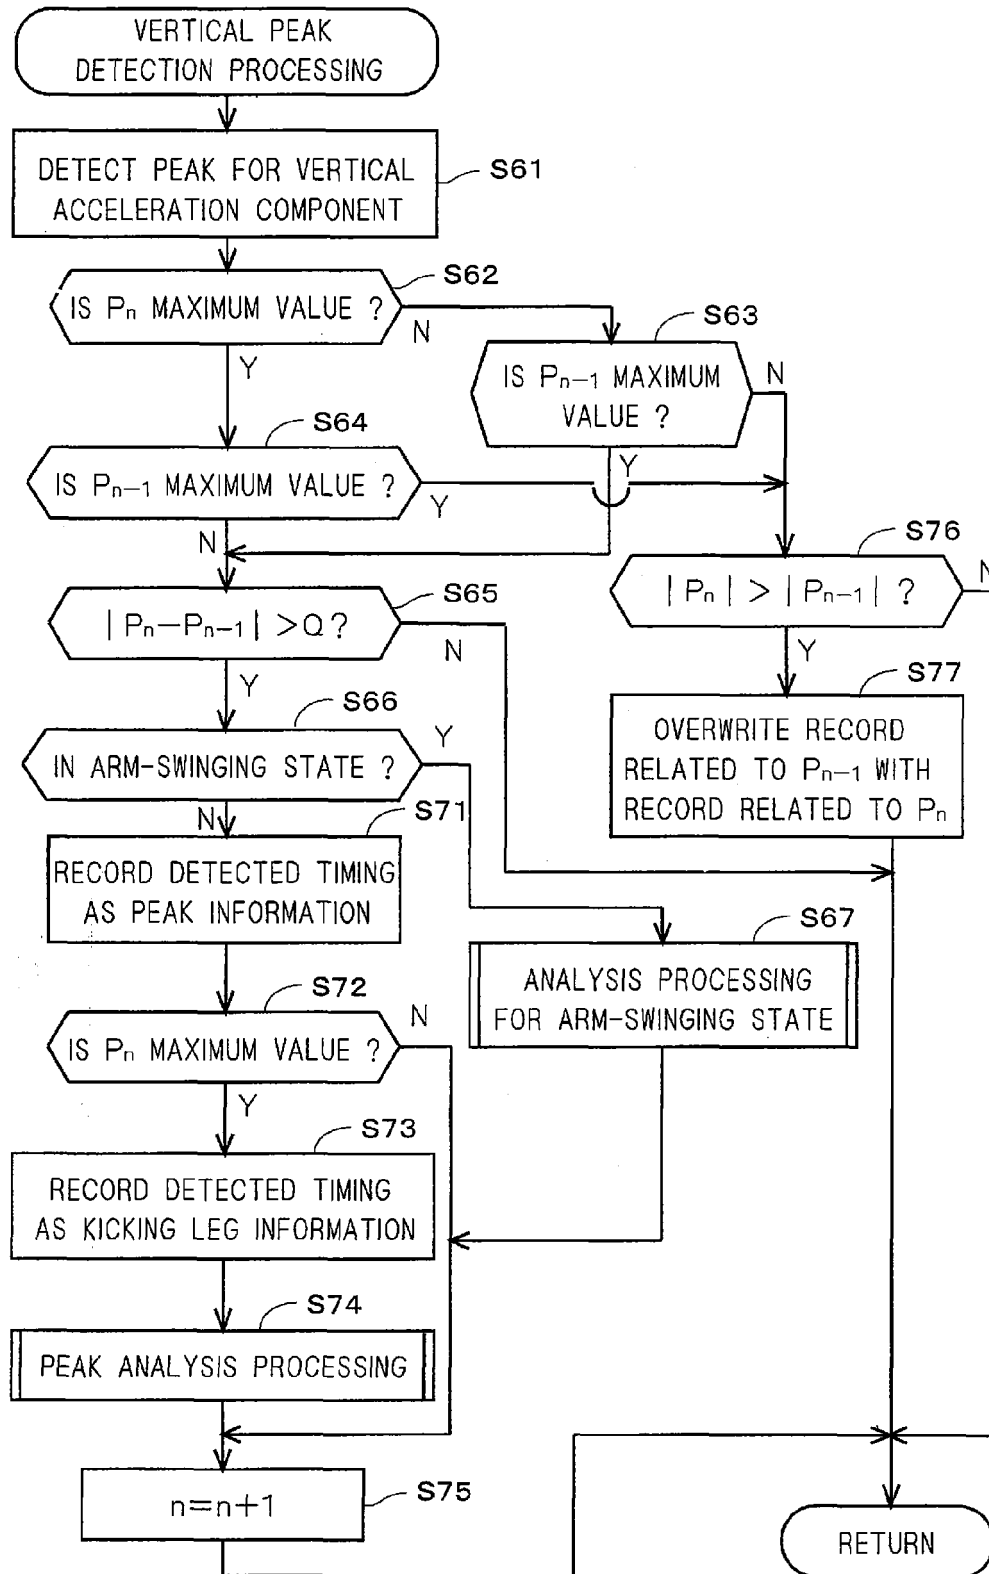 VERTICAL PEAK
DETECTION PROCESSING
DETECT PEAK FOR VERTICAL
ACCELERATION COMPONENT
S61
IS Pn MAXIMUM VALUE ?
S62
N
Y
IS Pn-1 MAXIMUM
VALUE ?
S63
N
Y
IS Pn-1 MAXIMUM VALUE ?
S64
Y
N
|Pn-Pn-1| >Q?
S65
N
Y
|Pn| > |Pn-1| ?
S76
N
Y
OVERWRITE RECORD
RELATED TO Pn-1 WITH
RECORD RELATED TO Pn
S77
IN ARM-SWINGING STATE ?
S66
Y
N
RECORD DETECTED TIMING
AS PEAK INFORMATION
S71
ANALYSIS PROCESSING
FOR ARM-SWINGING STATE
S67
IS Pn MAXIMUM VALUE ?
S72
N
Y
RECORD DETECTED TIMING
AS KICKING LEG INFORMATION
S73
PEAK ANALYSIS PROCESSING
S74
n=n+1
S75
RETURN